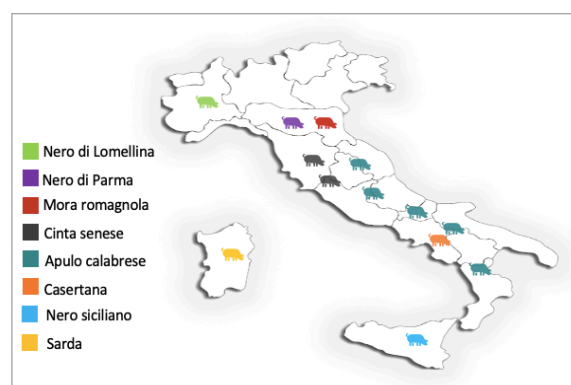 Nero di Lomellina
Nero di Parma
Mora romagnola
Cinta senese
Apulo calabrese
Casertana
Nero siciliano
Sarda